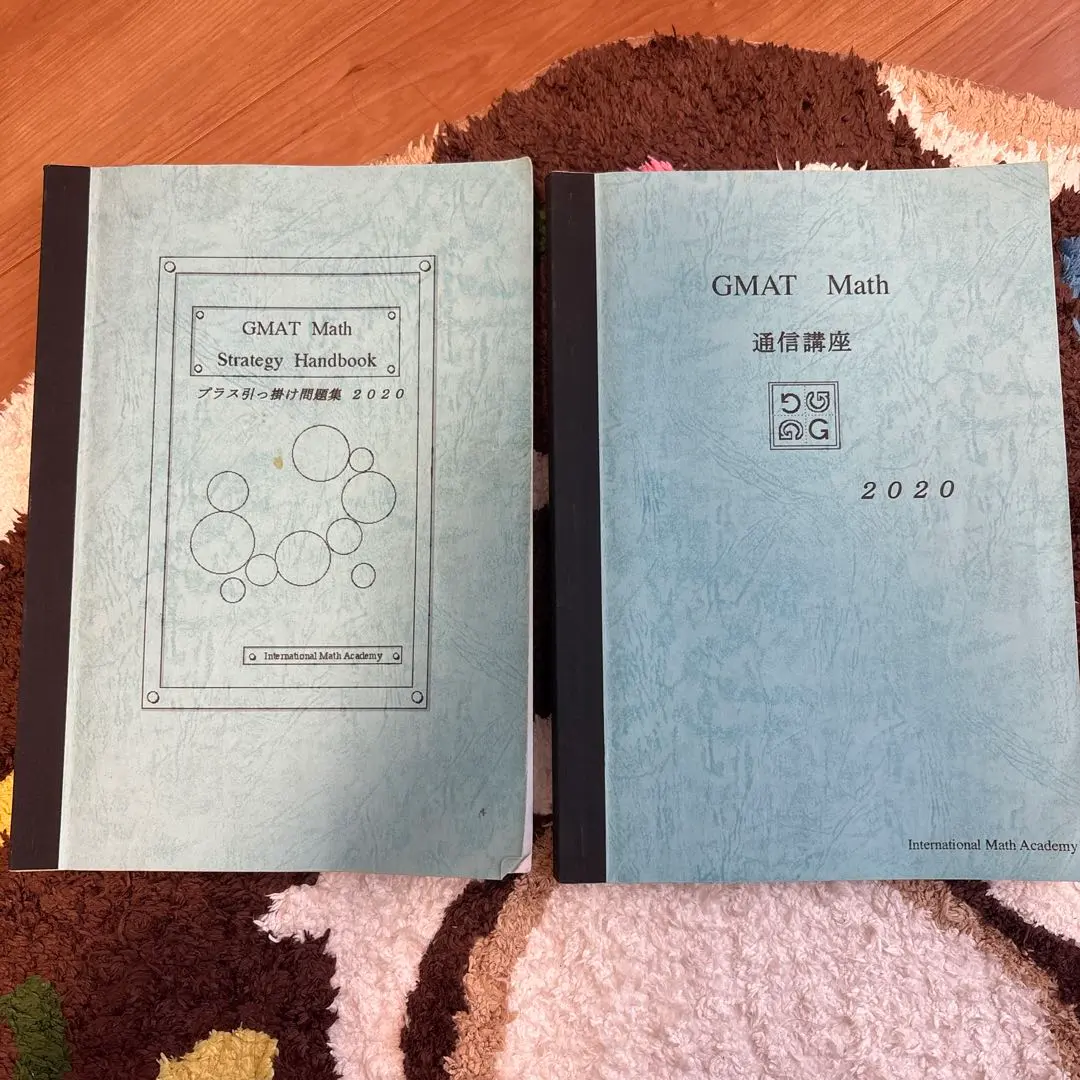 GMAT Math
Strategy Handbook
プラス引っ掛け問題集 2020
International Math Academy
GMAT Math
通信講座
G
2020
International Math Academy